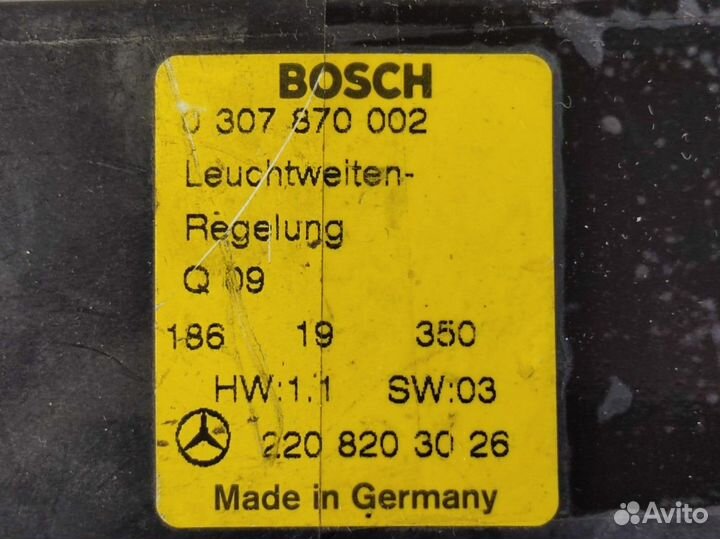 BOSCH
0 307 870 002
Leuchtweiten-
Regelung
Q 09
186 19 350
HW:1.1 SW:03
220 820 30 26
Made in Germany
Avito